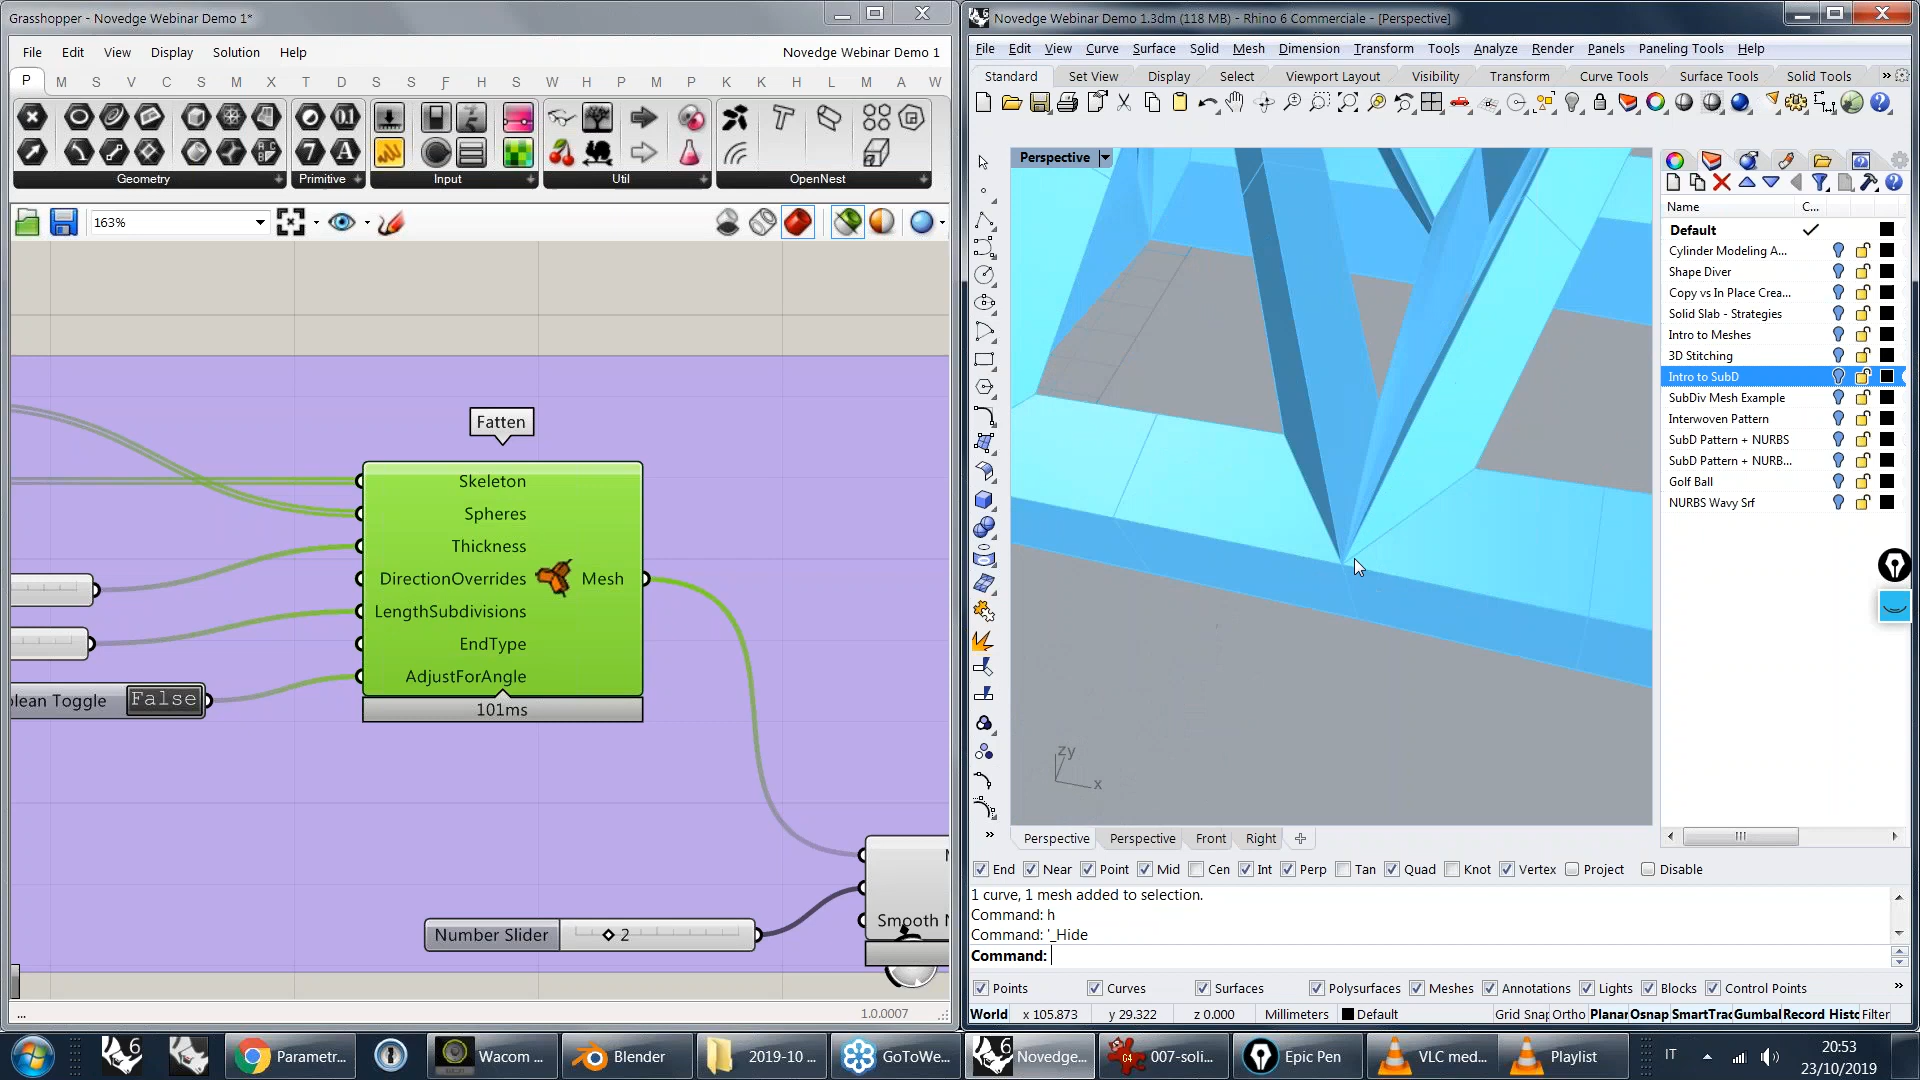 Grasshopper - Novedge Webinar Demo 1*
File Edit View Display Solution Help
Novedge Webinar Demo 1
P M S V C S M X T D S S F H S W H P M P K K H L M A W
Geometry
Primitive
Input
Util
OpenNest
163%
Fatten
Skeleton
Spheres
Thickness
DirectionOverrides
LengthSubdivisions
EndType
AdjustForAngle
Mesh
101ms
olean Toggle False
Number Slider 2
Smooth N
...
1.0.0007
Novedge Webinar Demo 1.3dm (118 MB) - Rhino 6 Commerciale - [Perspective]
File Edit View Curve Surface Solid Mesh Dimension Transform Tools Analyze Render Panels Paneling Tools Help
Standard Set View Display Select Viewport Layout Visibility Transform Curve Tools Surface Tools Solid Tools »
Perspective
zy
x
Name C...
Default
Cylinder Modeling A...
Shape Diver
Copy vs In Place Crea...
Solid Slab - Strategies
Intro to Meshes
3D Stitching
Intro to SubD
SubDiv Mesh Example
Interwoven Pattern
SubD Pattern + NURBS
SubD Pattern + NURB...
Golf Ball
NURBS Wavy Srf
Perspective Perspective Front Right
End Near Point Mid Cen Int Perp Tan Quad Knot Vertex Project Disable
1 curve, 1 mesh added to selection.
Command: h
Command: '_Hide
Command:
Points Curves Surfaces Polysurfaces Meshes Annotations Lights Blocks Control Points »
World x 105.873 y 29.322 z 0.000 Millimeters Default Grid Snap Ortho Planar Osnap SmartTrac Gumbal Record Histo Filter
6 Parametr... Wacom ... Blender 2019-10 ... GoToWe... Novedge... 007-soli... Epic Pen VLC med... Playlist IT
20:53
23/10/2019